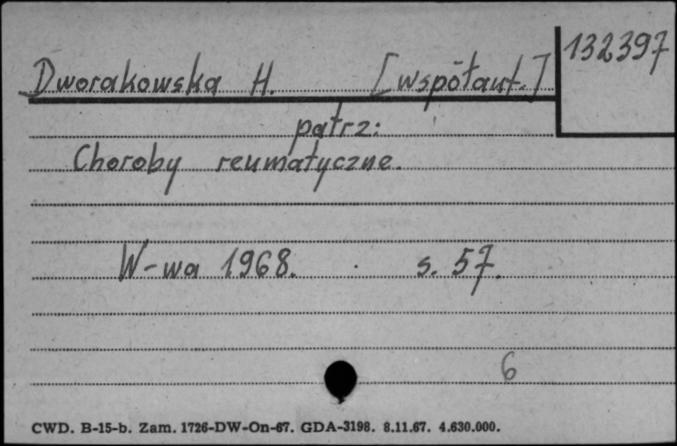 132397
Dworakowska H. [współaut.]
patrz:
Choroby reumatyczne.
W-wa 1968. s. 57.
6
CWD. B-15-b. Zam. 1726-DW-On-67. GDA-3198. 8.11.67. 4.630.000.